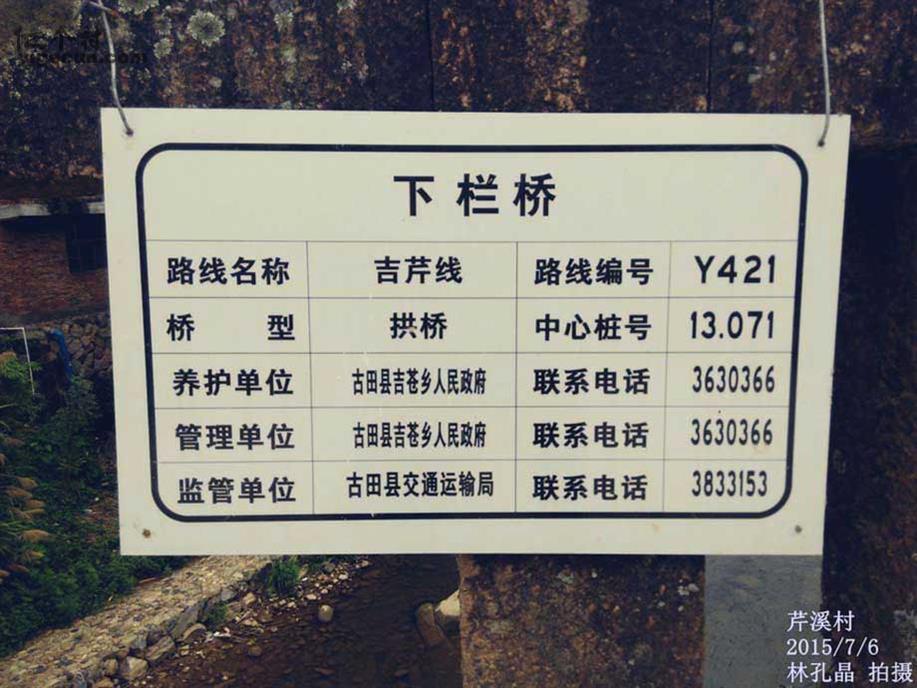 下栏桥
路线名称 吉芹线 路线编号 Y421
桥 型 拱桥 中心桩号 13.071
养护单位 古田县吉苍乡人民政府 联系电话 3630366
管理单位 古田县吉苍乡人民政府 联系电话 3630366
监管单位 古田县交通运输局 联系电话 3833153
芹溪村
2015/7/6
林孔晶 拍摄